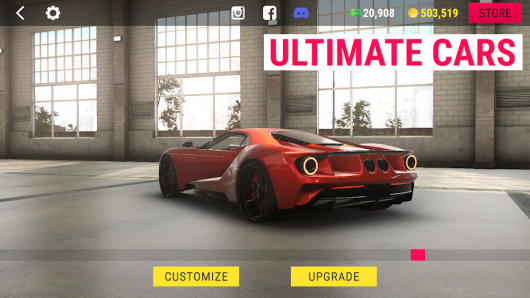 20,908
503,519
STORE
ULTIMATE CARS
CUSTOMIZE
UPGRADE